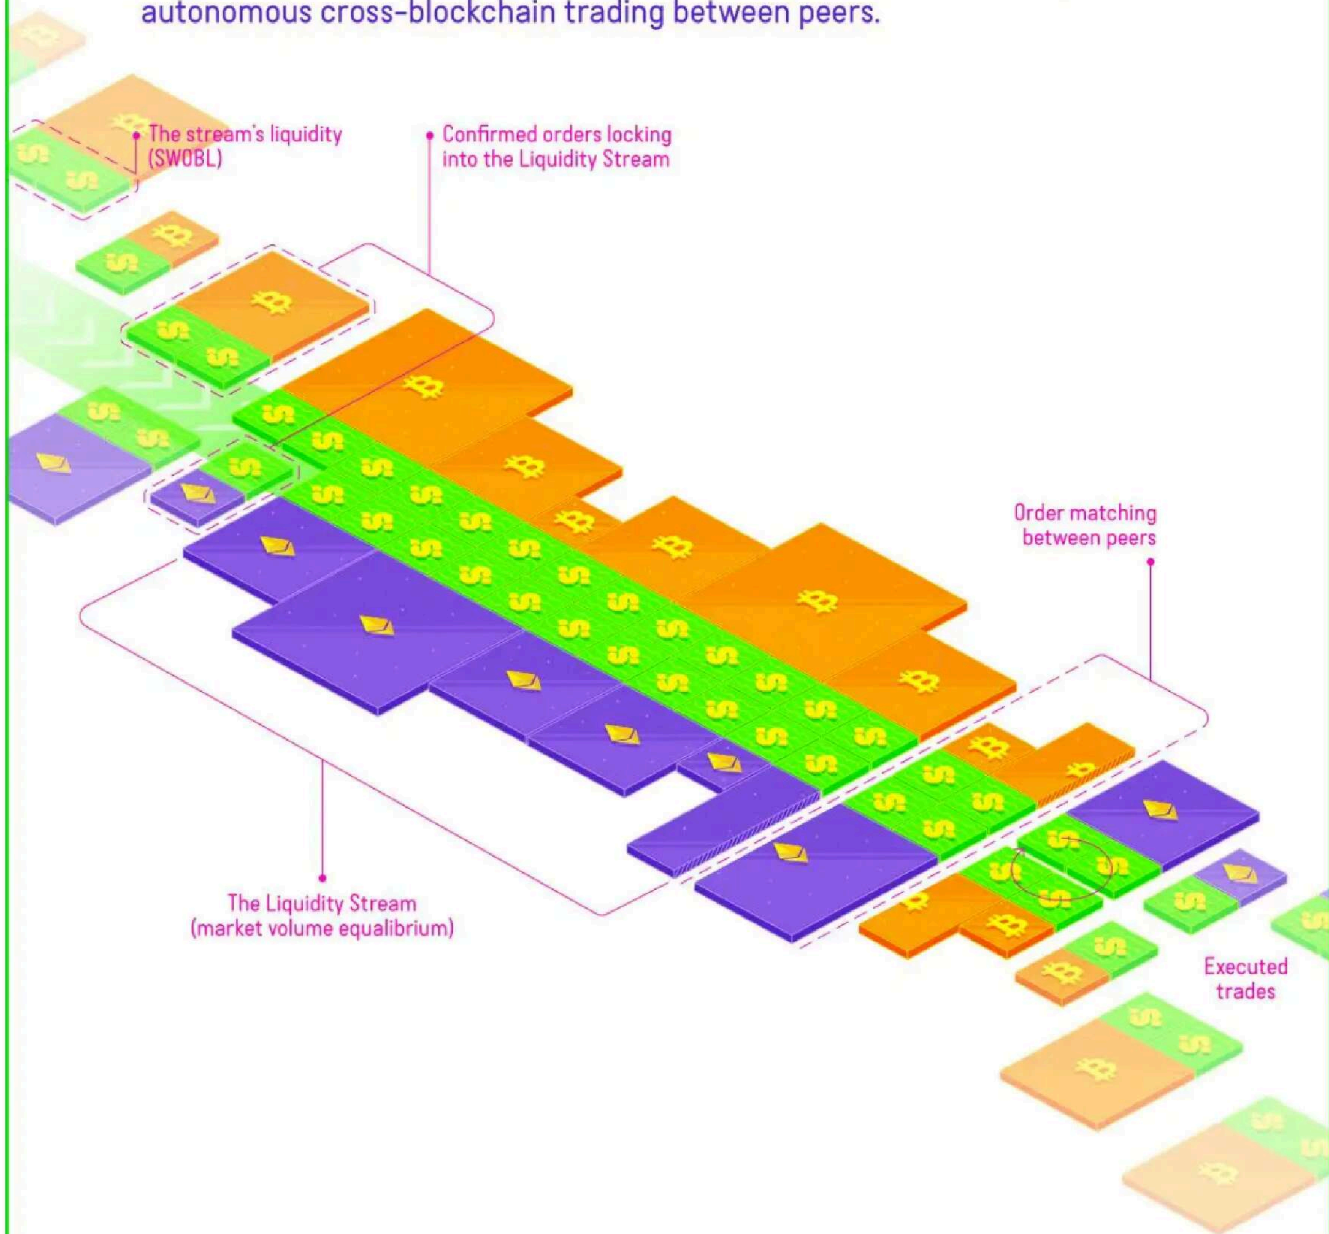 autonomous cross-blockchain trading between peers.
The stream's liquidity
(SWOBL)
Confirmed orders locking
into the Liquidity Stream
Order matching
between peers
The Liquidity Stream
(market volume equalibrium)
Executed
trades